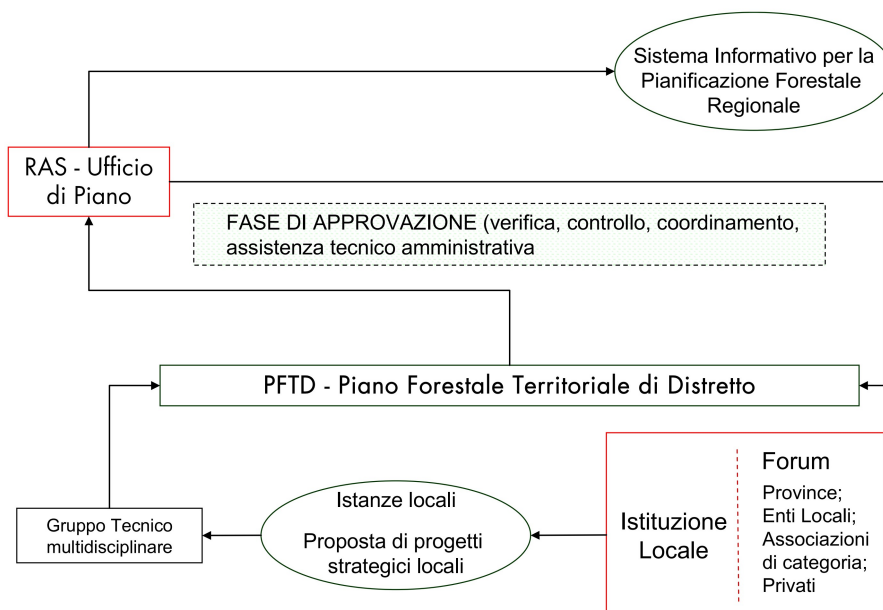 Sistema Informativo per la
Pianificazione Forestale
Regionale
RAS - Ufficio
di Piano
FASE DI APPROVAZIONE (verifica, controllo, coordinamento,
assistenza tecnico amministrativa
PFTD - Piano Forestale Territoriale di Distretto
Gruppo Tecnico
multidisciplinare
Istanze locali
Proposta di progetti
strategici locali
Istituzione
Locale
Forum
Province;
Enti Locali;
Associazioni
di categoria;
Privati